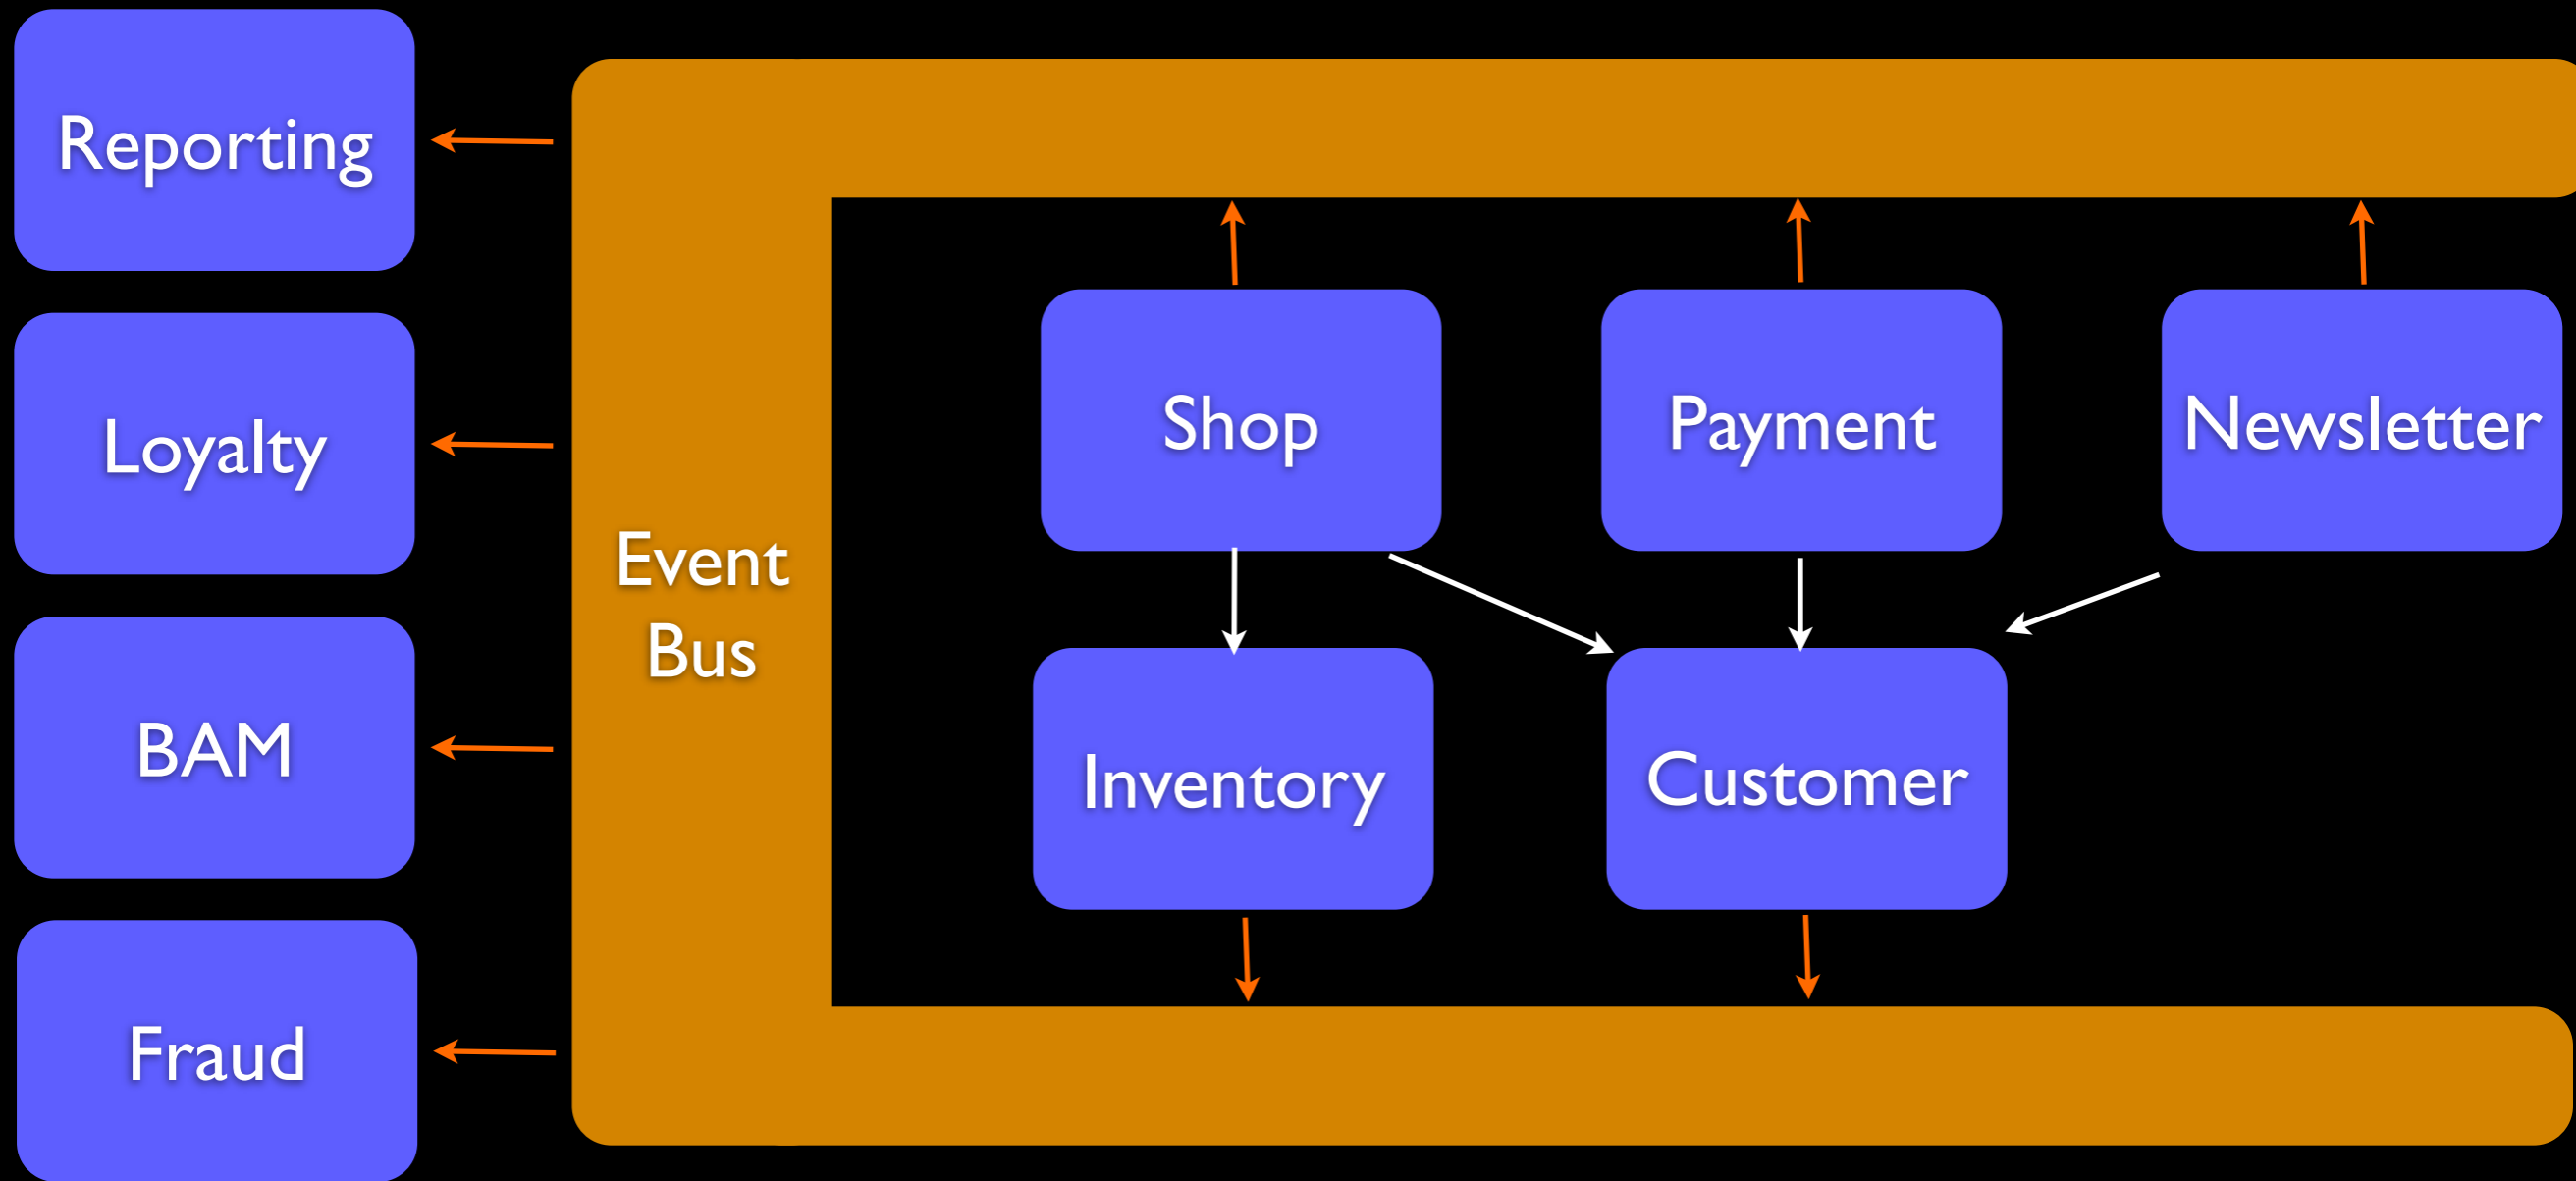 Reporting
Loyalty
BAM
Fraud
Event
Bus
Shop
Payment
Newsletter
Inventory
Customer